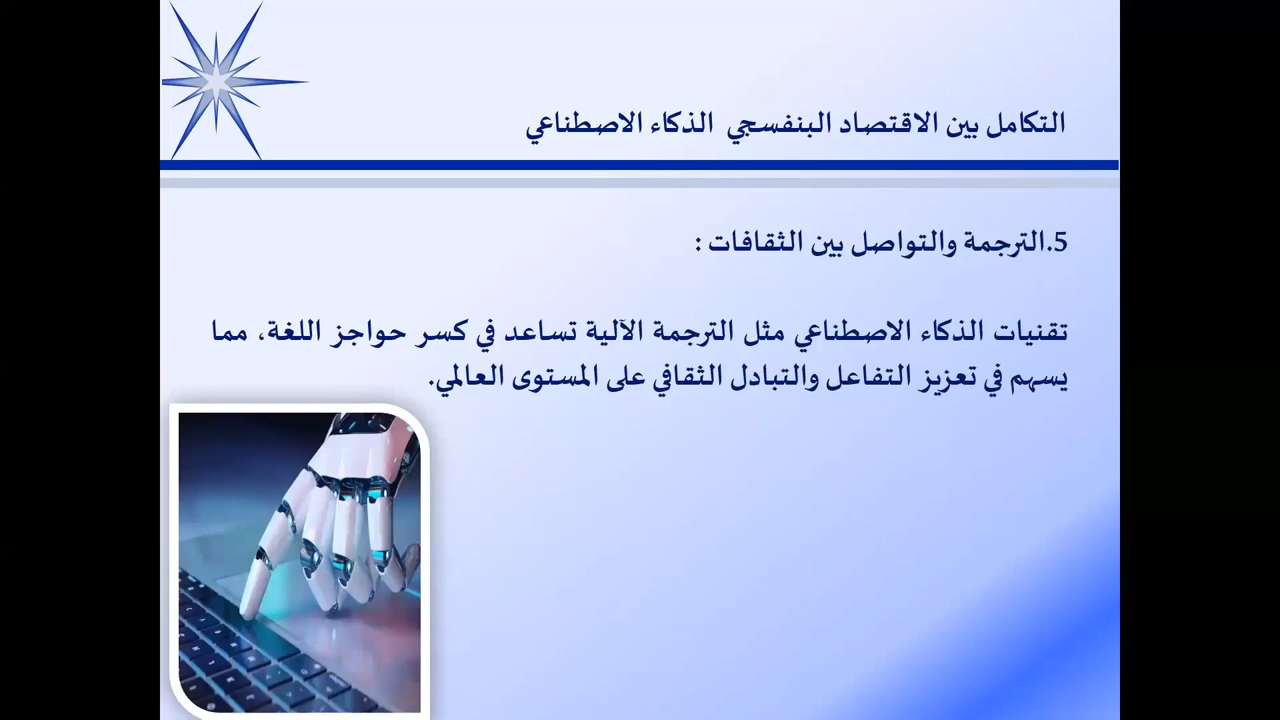 التكامل بين الاقتصاد البنفسجي الذكاء الاصطناعي
5.الترجمة والتواصل بين الثقافات :
تقنيات الذكاء الاصطناعي مثل الترجمة الآلية تساعد في كسر حواجز اللغة، مما
يسهم في تعزيز التفاعل والتبادل الثقافي على المستوى العالمي.